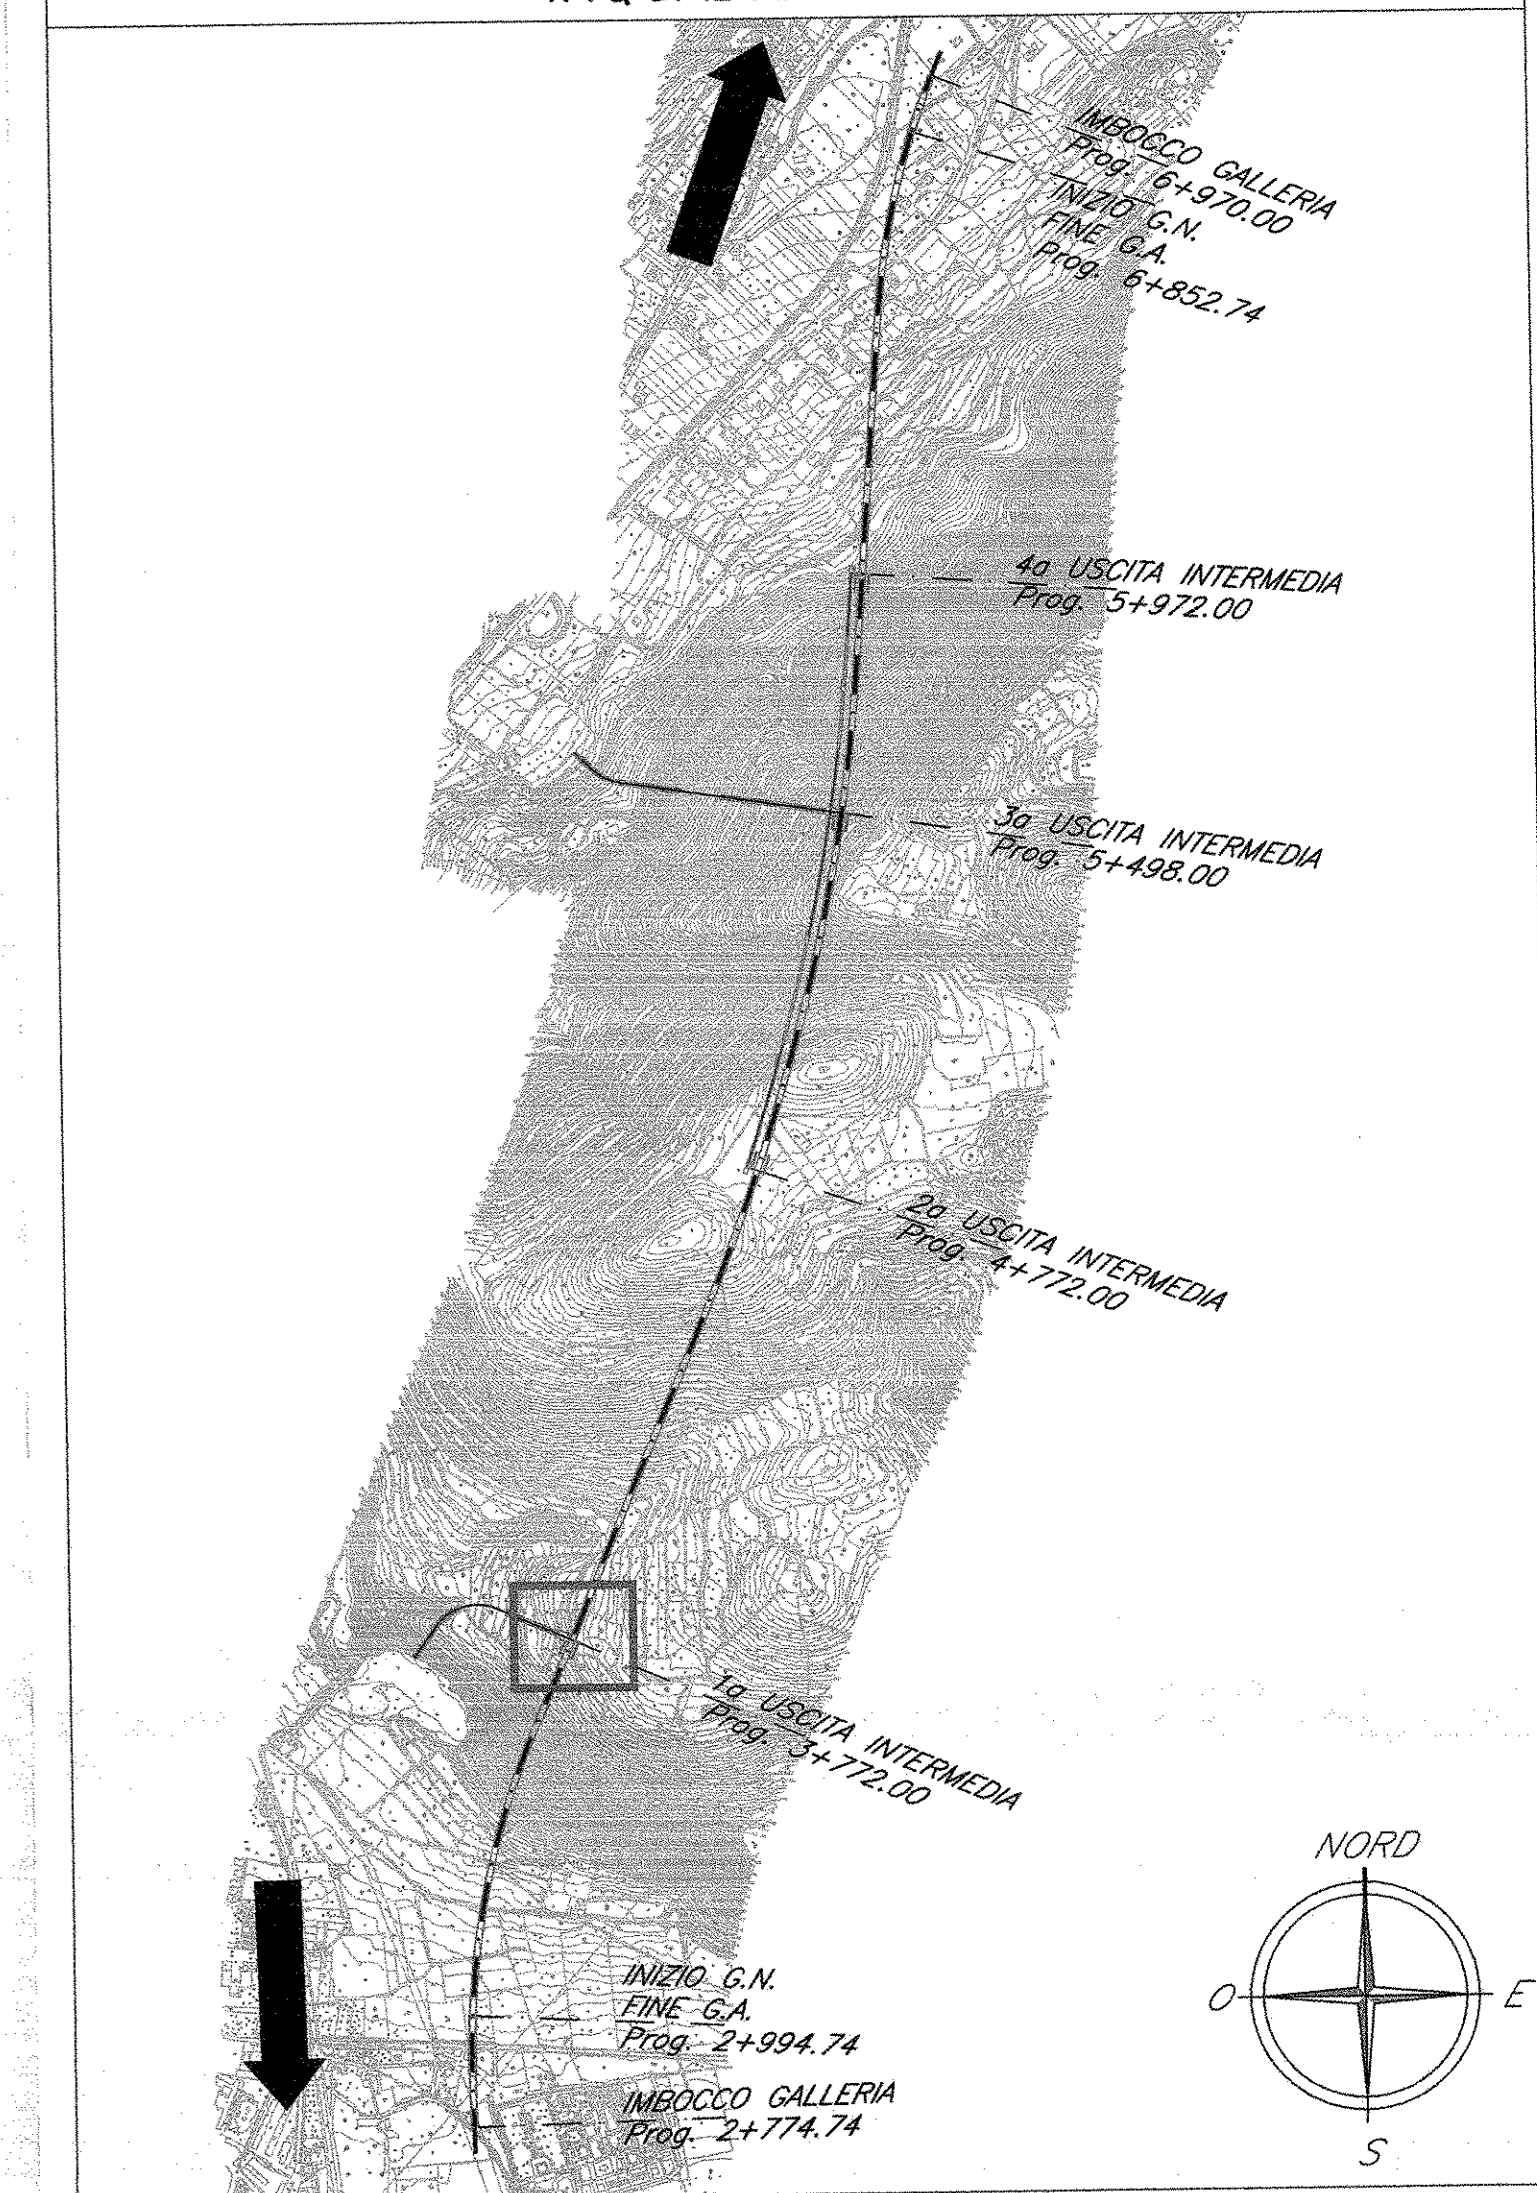 IMBOCCO GALLERIA
Prog. 6+970.00
INIZIO G.N.
FINE G.A.
Prog. 6+852.74
4a USCITA INTERMEDIA
Prog. 5+972.00
3a USCITA INTERMEDIA
Prog. 5+498.00
2a USCITA INTERMEDIA
Prog. 4+772.00
1a USCITA INTERMEDIA
Prog. 3+772.00
INIZIO G.N.
FINE G.A.
Prog. 2+994.74
IMBOCCO GALLERIA
Prog. 2+774.74
NORD
O
E
S